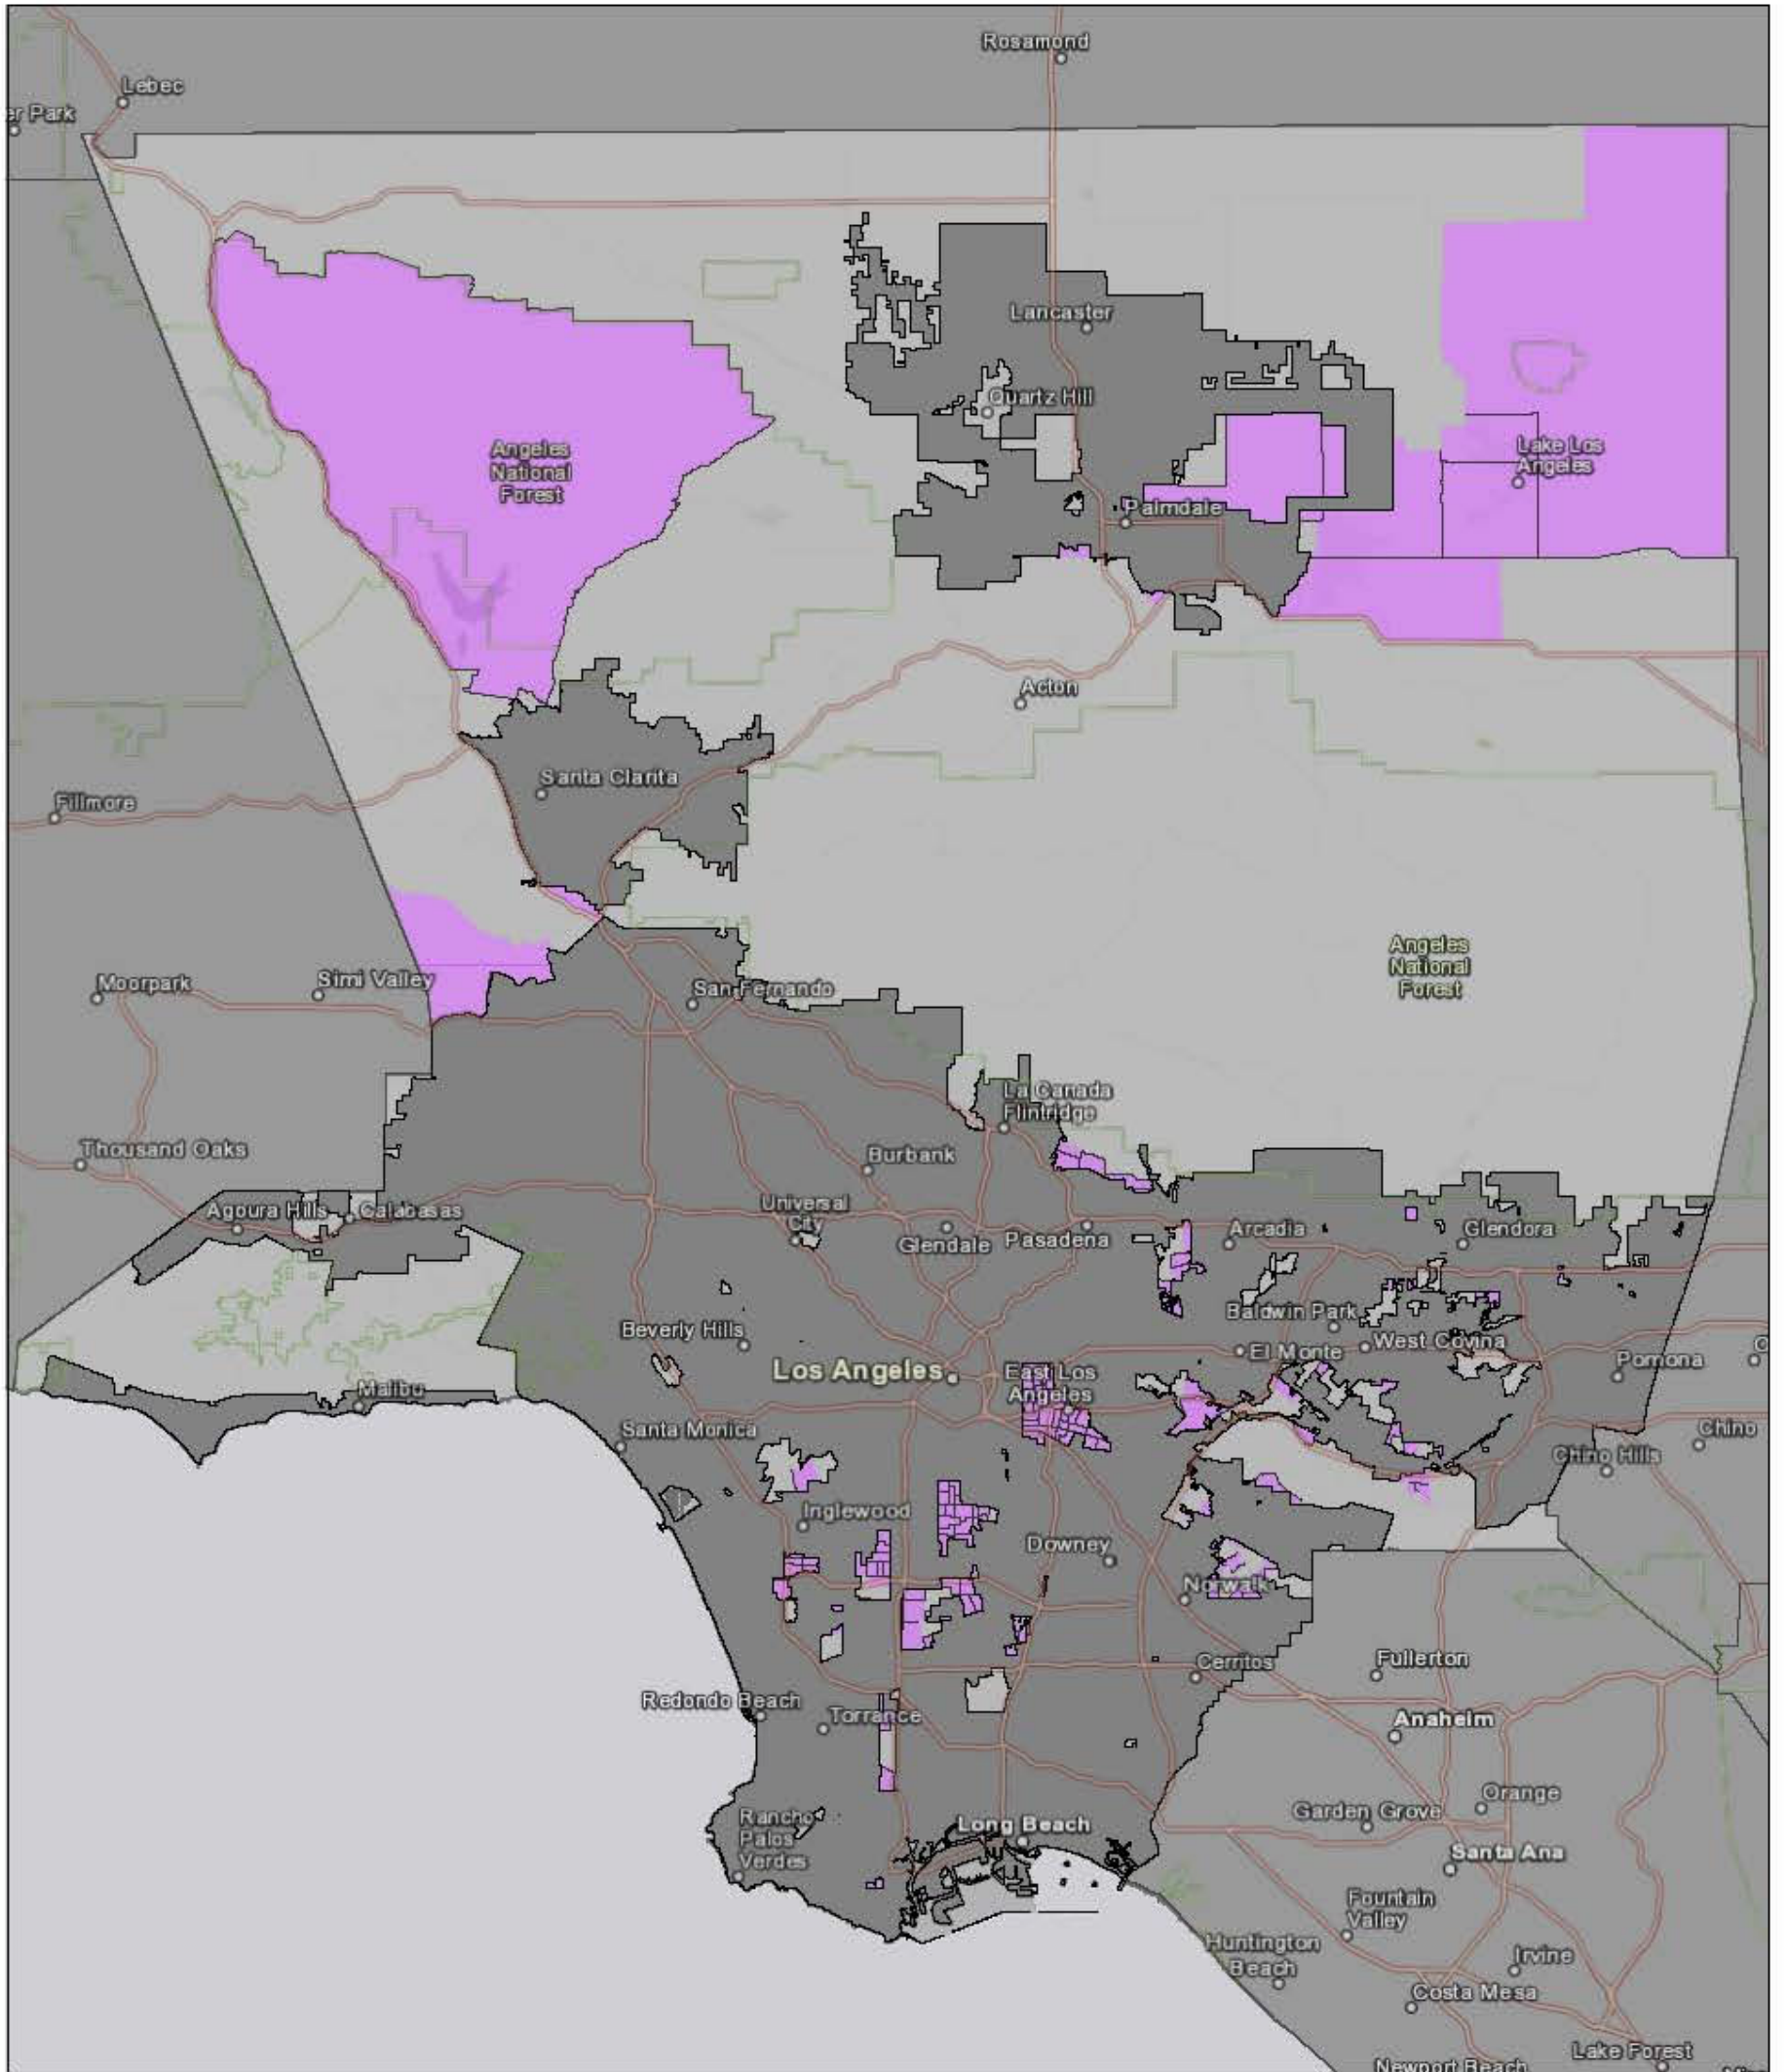 Rosamond
Lebec
er Park
Lancaster
Quartz Hill
Angeles
National
Forest
Lake Los
Angeles
Palmdale
Acton
Santa Clarita
Fillmore
Angeles
National
Forest
Moorpark
Simi Valley
San Fernando
La Canada
Flintridge
Thousand Oaks
Burbank
Agoura Hills
Calabasas
Universal
City
Glendale
Pasadena
Arcadia
Glendora
Baldwin Park
Beverly Hills
El Monte
West Covina
Los Angeles
East Los
Angeles
Pomona
Malibu
Santa Monica
Chino
Chino Hills
Inglewood
Downey
Norwalk
Cerritos
Fullerton
Redondo Beach
Torrance
Anaheim
Orange
Garden Grove
Rancho
Palos
Verdes
Long Beach
Santa Ana
Fountain
Valley
Huntington
Beach
Irvine
Costa Mesa
Lake Forest
Newport Beach